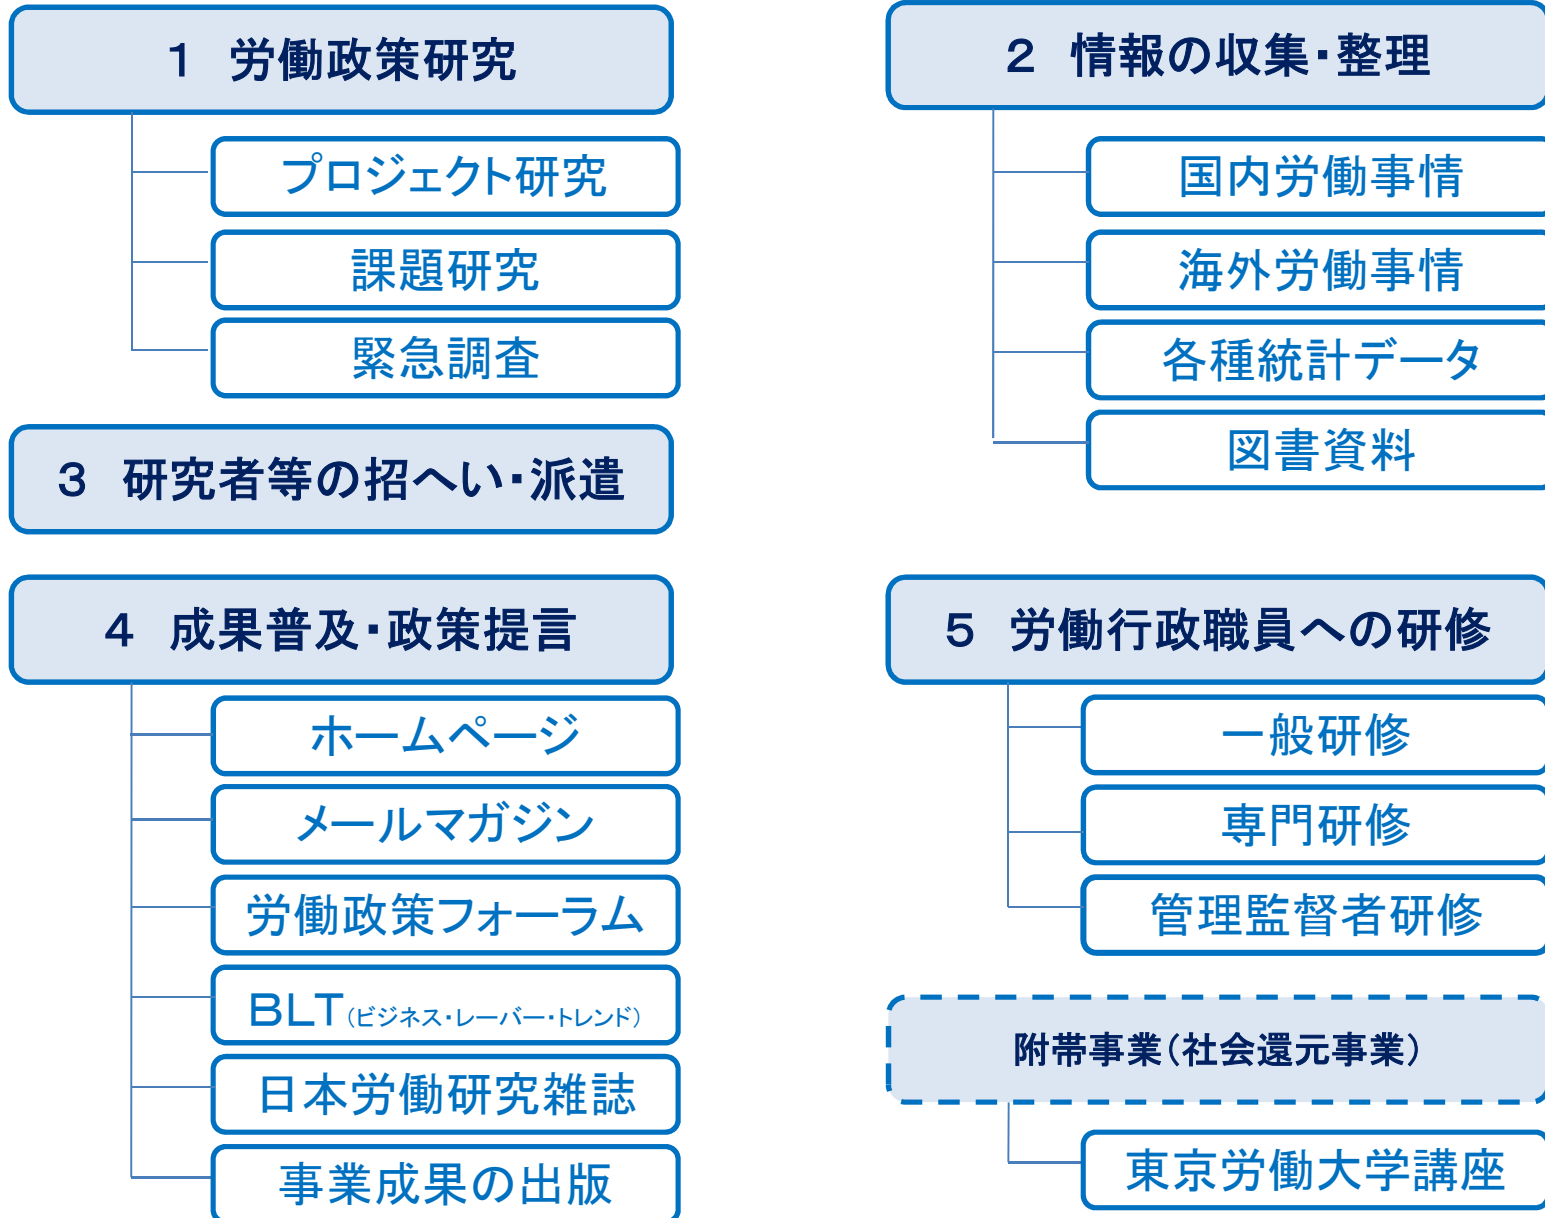 １　労働政策研究
プロジェクト研究
課題研究
緊急調査
２　情報の収集・整理
国内労働事情
海外労働事情
各種統計データ
図書資料
３　研究者等の招へい・派遣
４　成果普及・政策提言
ホームページ
メールマガジン
労働政策フォーラム
ＢＬＴ（ビジネス・レーバー・トレンド）
日本労働研究雑誌
事業成果の出版
５　労働行政職員への研修
一般研修
専門研修
管理監督者研修
附帯事業（社会還元事業）
東京労働大学講座